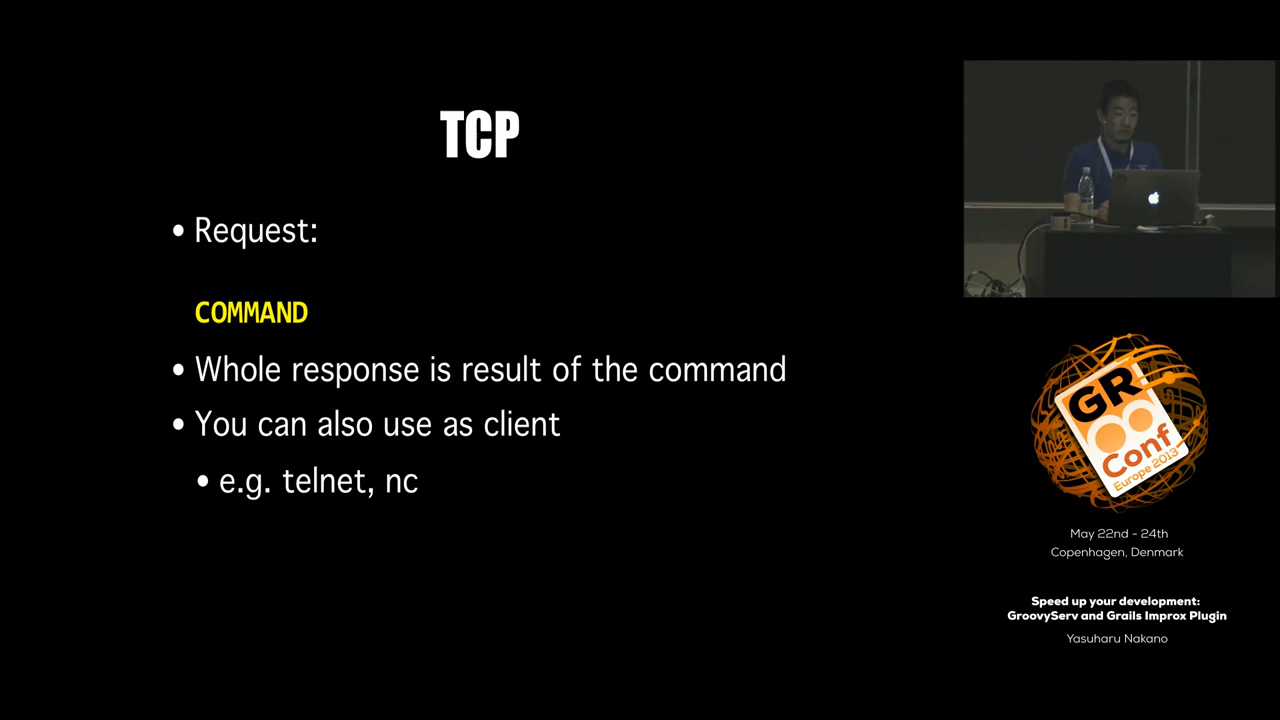 TCP
• Request:
COMMAND
• Whole response is result of the command
• You can also use as client
• e.g. telnet, nc
GR8
Conf
Europe 2013
May 22nd - 24th
Copenhagen, Denmark
Speed up your development:
GroovyServ and Grails Improx Plugin
Yasuharu Nakano